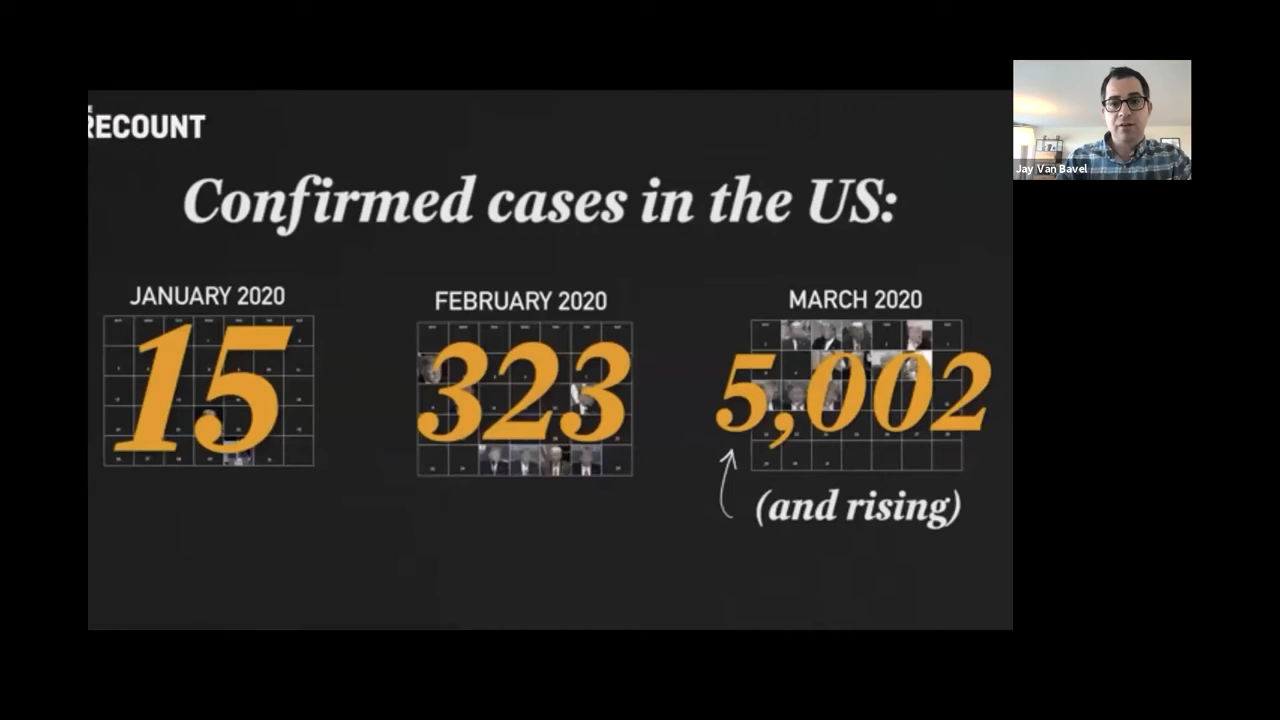 RECOUNT
Jay Van Bavel
Confirmed cases in the US:
JANUARY 2020
FEBRUARY 2020
MARCH 2020
15
323
5,002
(and rising)